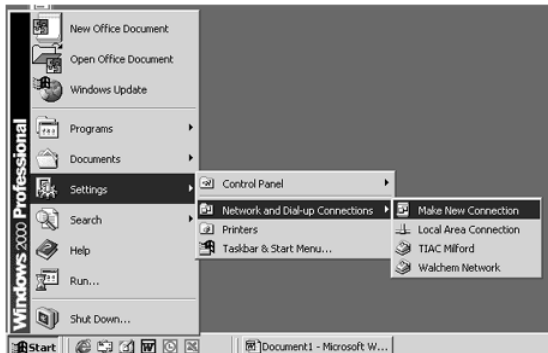 New Office Document
Open Office Document
Windows Update
Programs
Documents
Settings
Search
Help
Run...
Shut Down...
Windows 2000 Professional
Control Panel
Network and Dial-up Connections
Printers
Taskbar & Start Menu...
Make New Connection
Local Area Connection
TIAC Milford
Walchem Network
Start
Document1 - Microsoft W...